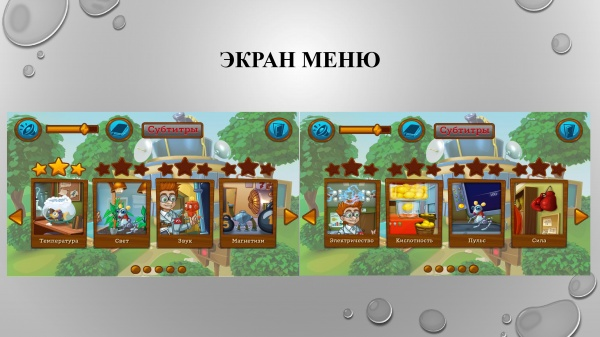 ЭКРАН МЕНЮ
Субтитры
Температура
Свет
Звук
Магнетизм
Субтитры
Электричество
Кислотность
Пульс
Сила